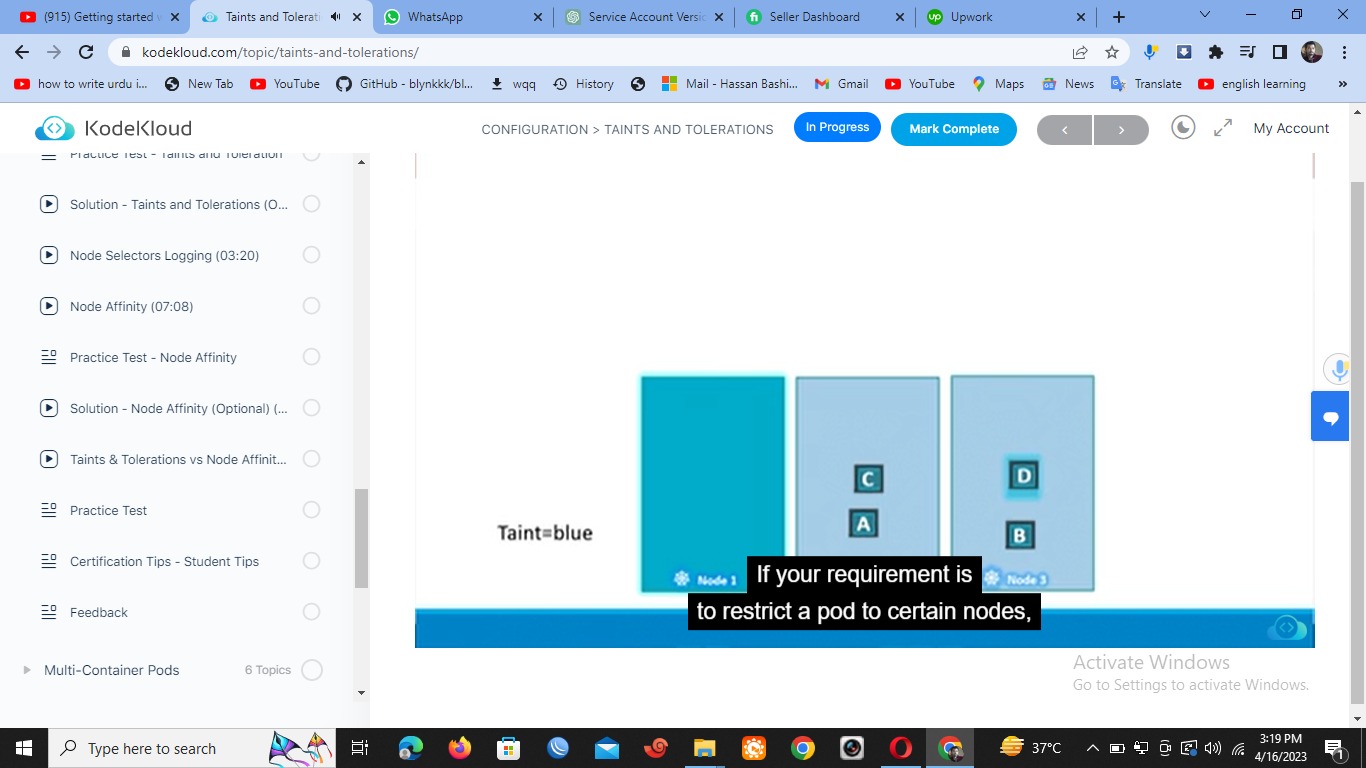 (915) Getting started w
Taints and Tolerati
WhatsApp
Service Account Versio
fi Seller Dashboard
up Upwork
kodekloud.com/topic/taints-and-tolerations/
how to write urdu i...
New Tab
YouTube
GitHub - blynkkk/bl...
wqq
History
Mail - Hassan Bashi...
Gmail
YouTube
Maps
News
Translate
english learning
»
KodeKloud
CONFIGURATION > TAINTS AND TOLERATIONS
In Progress
Mark Complete
My Account
Practice Test - Taints and Toleration
Solution - Taints and Tolerations (O...
Node Selectors Logging (03:20)
Node Affinity (07:08)
Practice Test - Node Affinity
Solution - Node Affinity (Optional) (...
Taints & Tolerations vs Node Affinit...
Practice Test
Certification Tips - Student Tips
Feedback
Multi-Container Pods
6 Topics
C
D
A
B
Taint=blue
Node 1
Node 3
If your requirement is
to restrict a pod to certain nodes,
Activate Windows
Go to Settings to activate Windows.
Type here to search
37°C
3:19 PM
4/16/2023
1